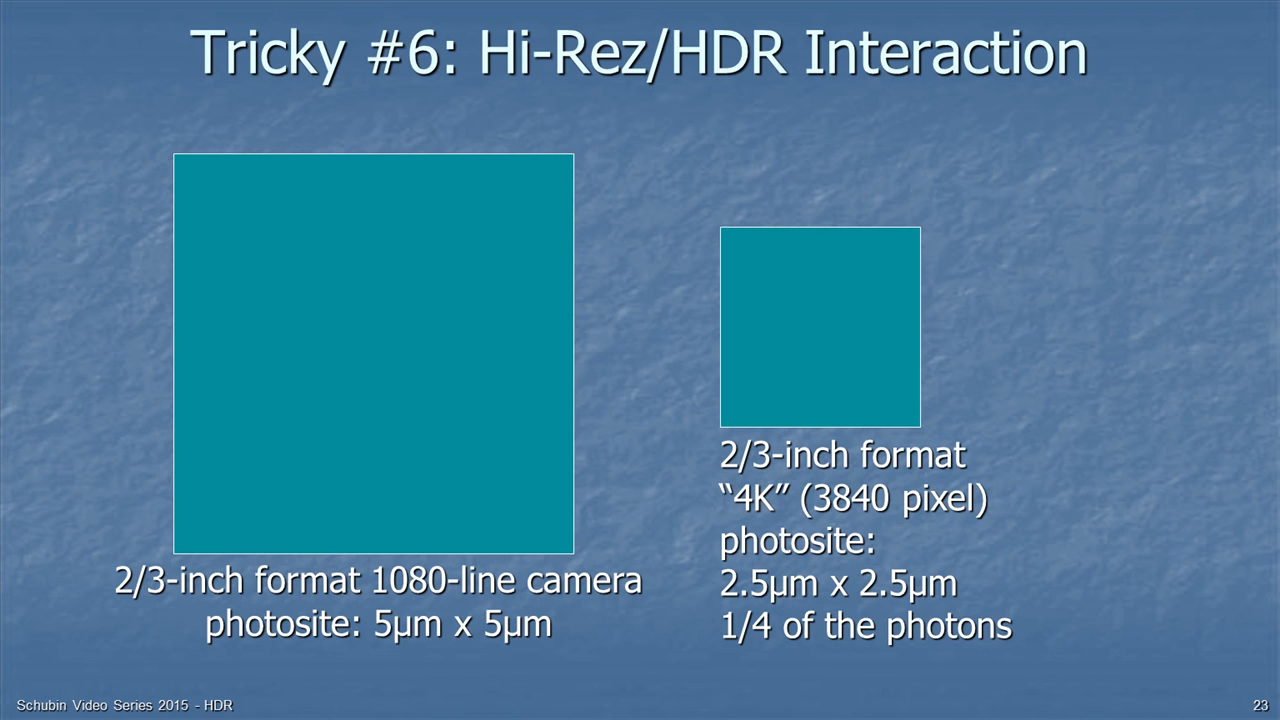 Tricky #6: Hi-Rez/HDR Interaction
2/3-inch format 1080-line camera
photosite: 5µm x 5µm
2/3-inch format
“4K” (3840 pixel)
photosite:
2.5µm x 2.5µm
1/4 of the photons
Schubin Video Series 2015 - HDR
23